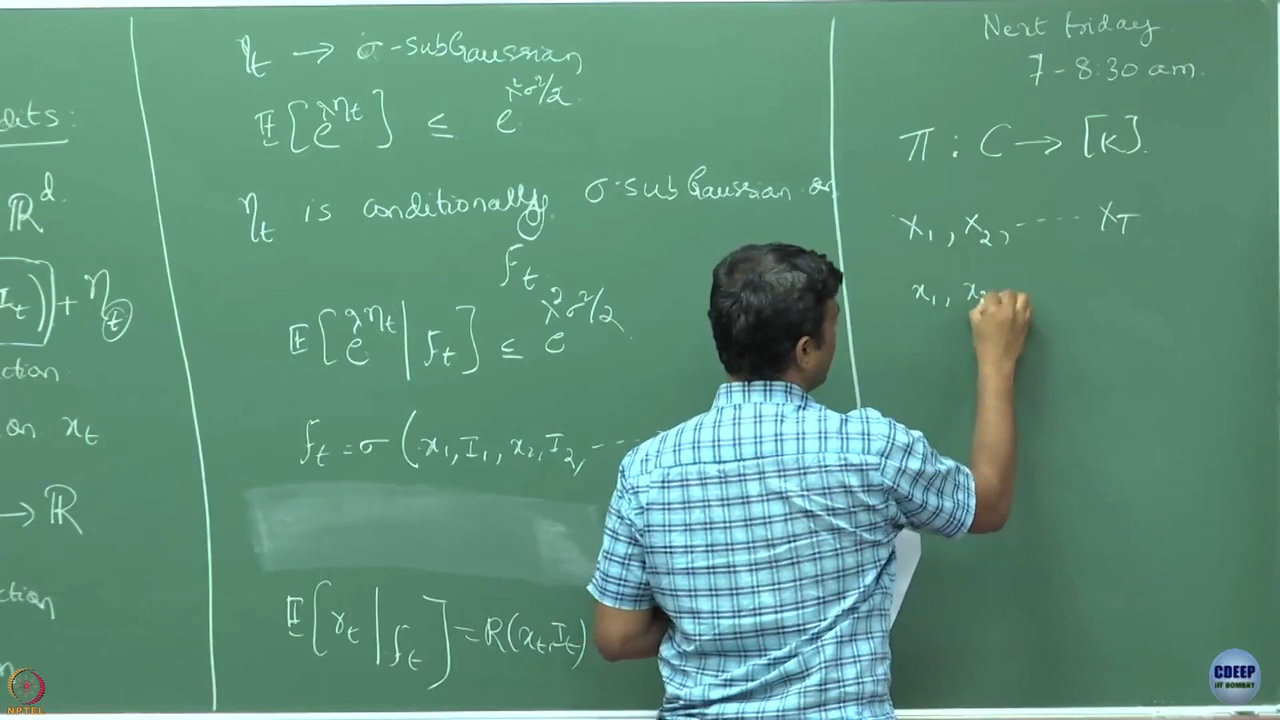 dits:
ℝ^d.
I_t) + η_t
ction
on x_t
→ ℝ
ction
η_t → σ-subGaussian
𝔼[e^{λη_t}] ≤ e^{λ²σ²/2}.
η_t is conditionally σ-subGaussian on
F_t
𝔼[e^{λη_t} | F_t] ≤ e^{λ²σ²/2}.
F_t = σ(x_1, I_1, x_2, I_2, ----
𝔼[r_t | F_t] = R(x_t, I_t)
Next friday
7-8:30 am.
π : C → [K].
X_1, X_2, ----- X_T
x_1, x_2
CDEEP
IIT BOMBAY
NPTEL